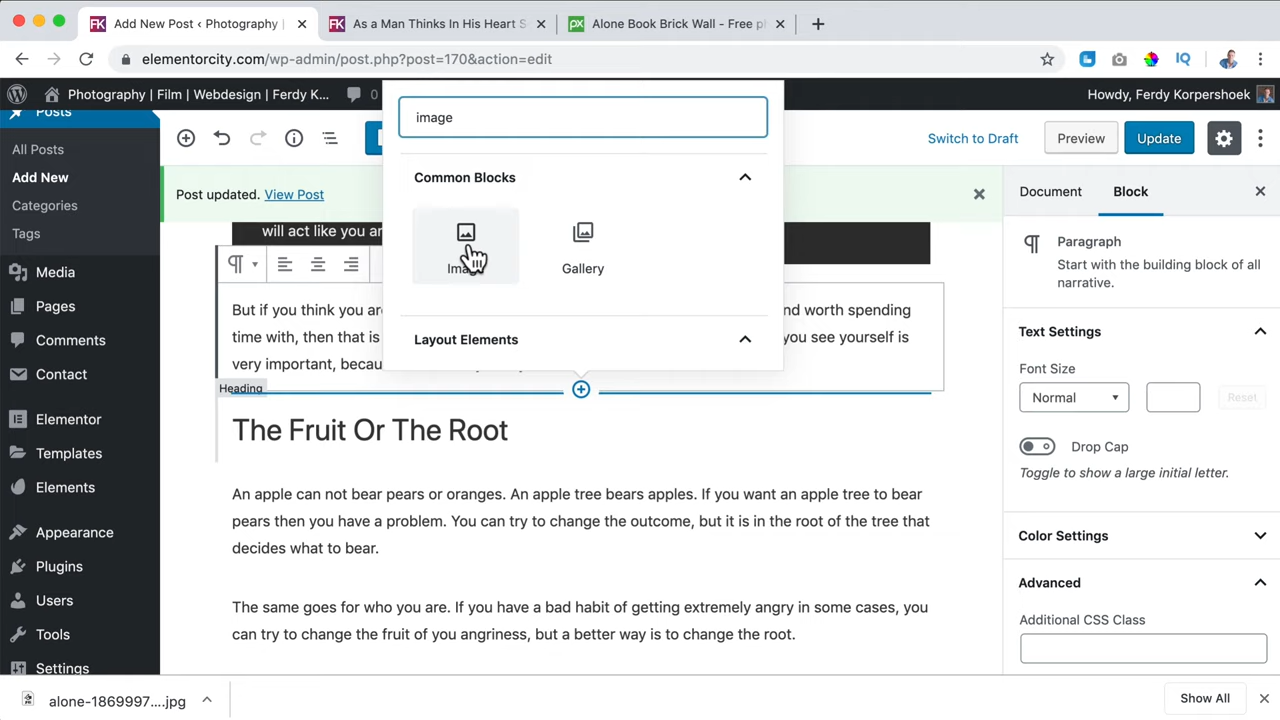 Add New Post ‹ Photography |
As a Man Thinks In His Heart S
Alone Book Brick Wall - Free p
elementorcity.com/wp-admin/post.php?post=170&action=edit
Photography | Film | Webdesign | Ferdy K...
0
Howdy, Ferdy Korpershoek
Posts
All Posts
Add New
Categories
Tags
Media
Pages
Comments
Contact
Elementor
Templates
Elements
Appearance
Plugins
Users
Tools
Settings
Switch to Draft
Preview
Update
Post updated. View Post
image
Common Blocks
Gallery
Layout Elements
will act like you ar
But if you think you are
nd worth spending
time with, then that is
you see yourself is
very important, becau
Heading
The Fruit Or The Root
An apple can not bear pears or oranges. An apple tree bears apples. If you want an apple tree to bear
pears then you have a problem. You can try to change the outcome, but it is in the root of the tree that
decides what to bear.
The same goes for who you are. If you have a bad habit of getting extremely angry in some cases, you
can try to change the fruit of you angriness, but a better way is to change the root.
Document
Block
Paragraph
Start with the building block of all
narrative.
Text Settings
Font Size
Normal
Reset
Drop Cap
Toggle to show a large initial letter.
Color Settings
Advanced
Additional CSS Class
alone-1869997....jpg
Show All